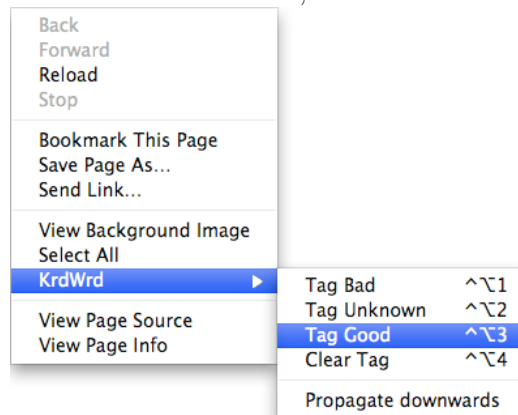 Back
Forward
Reload
Stop
Bookmark This Page
Save Page As...
Send Link...
View Background Image
Select All
KrdWrd
View Page Source
View Page Info
Tag Bad ^⌥1
Tag Unknown ^⌥2
Tag Good ^⌥3
Clear Tag ^⌥4
Propagate downwards